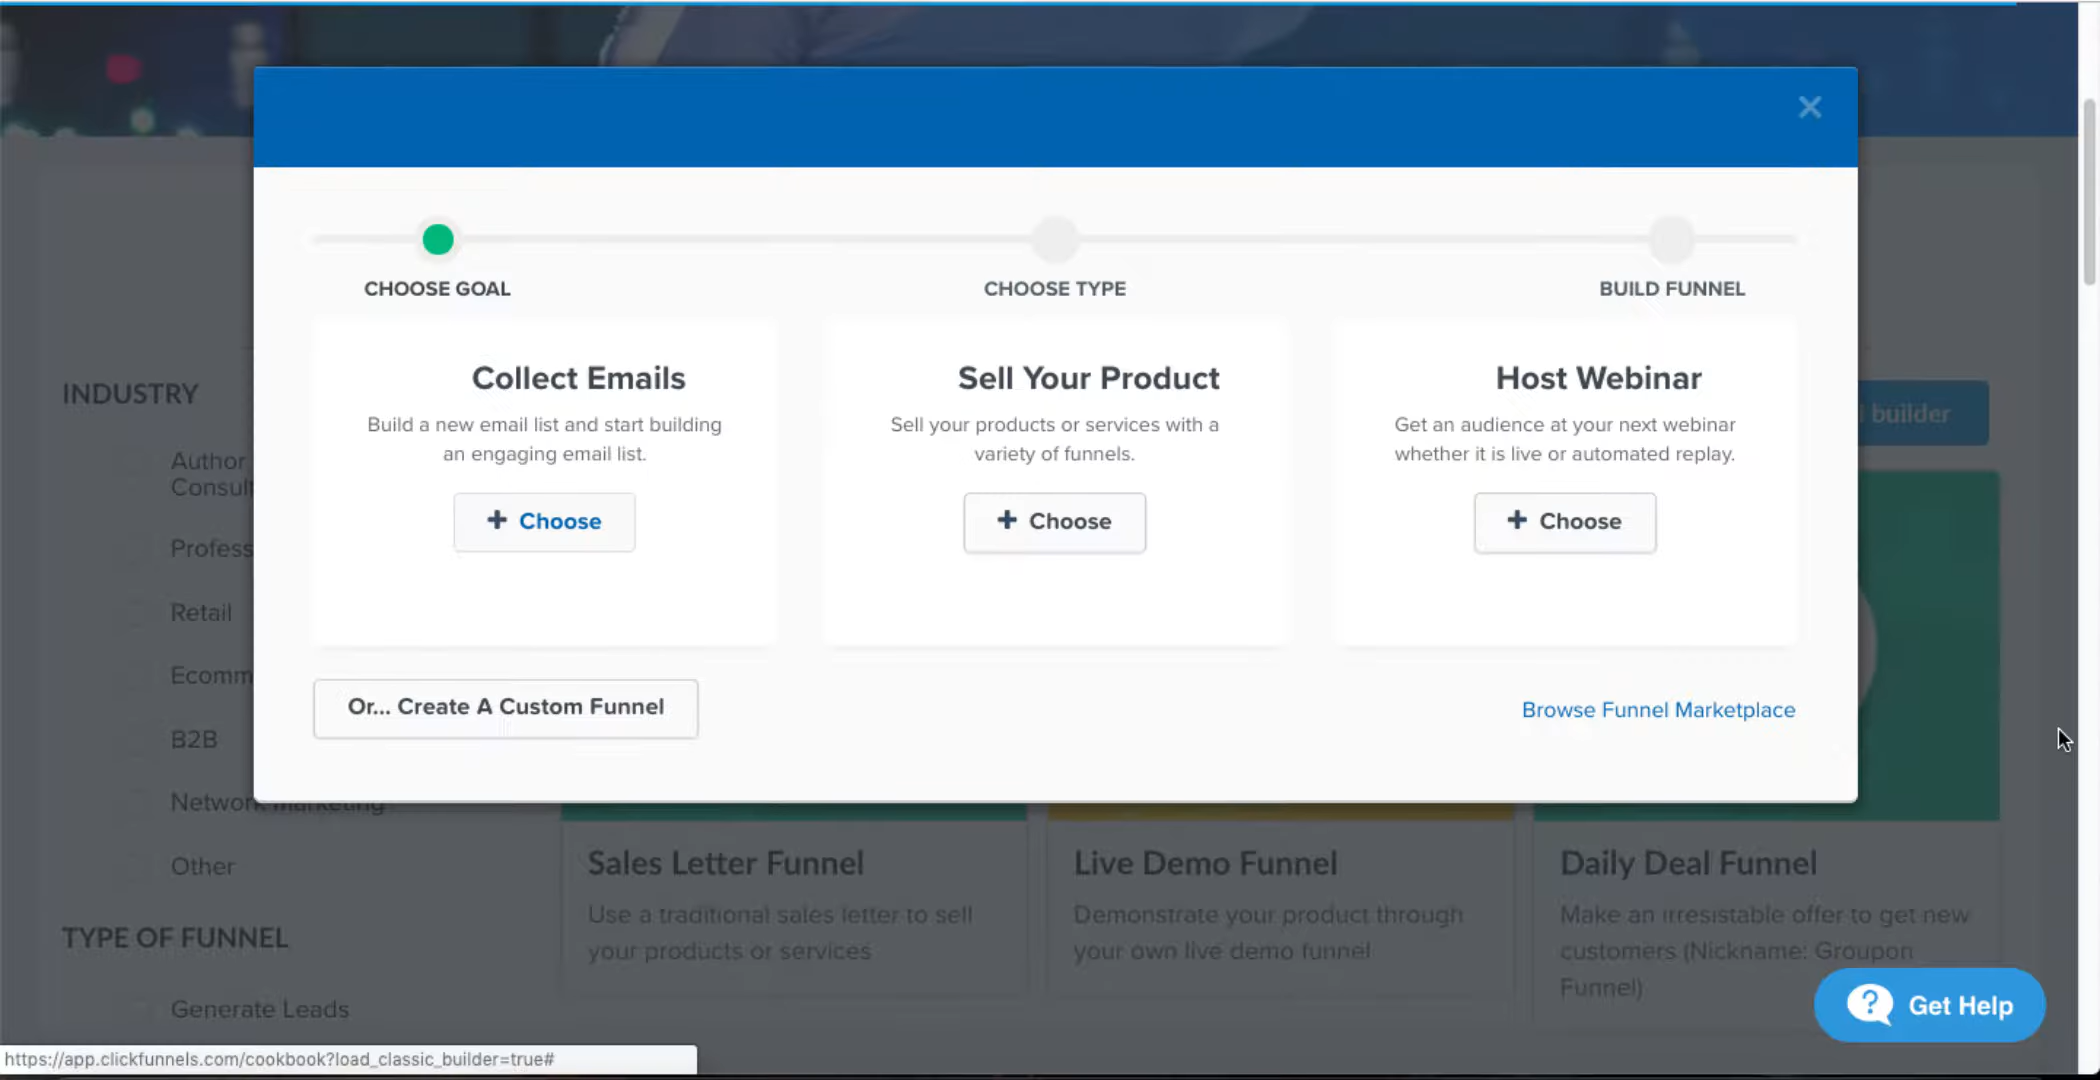 CHOOSE GOAL
CHOOSE TYPE
BUILD FUNNEL
Collect Emails
Build a new email list and start building
an engaging email list.
+ Choose
Sell Your Product
Sell your products or services with a
variety of funnels.
+ Choose
Host Webinar
Get an audience at your next webinar
whether it is live or automated replay.
+ Choose
Or... Create A Custom Funnel
Browse Funnel Marketplace
builder
INDUSTRY
Author
Consult
Profess
Retail
Ecomm
B2B
Network Marketing
Other
TYPE OF FUNNEL
Generate Leads
Sales Letter Funnel
Use a traditional sales letter to sell
your products or services
Live Demo Funnel
Demonstrate your product through
your own live demo funnel
Daily Deal Funnel
Make an irresistable offer to get new
customers (Nickname: Groupon
Funnel)
? Get Help
https://app.clickfunnels.com/cookbook?load_classic_builder=true#